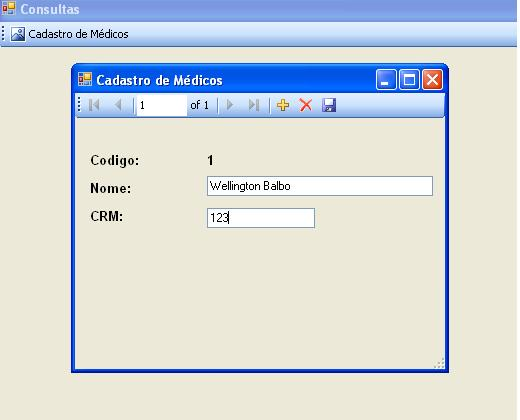 Consultas
Cadastro de Médicos
Cadastro de Médicos
1 of 1
Codigo: 1
Nome: Wellington Balbo
CRM: 123